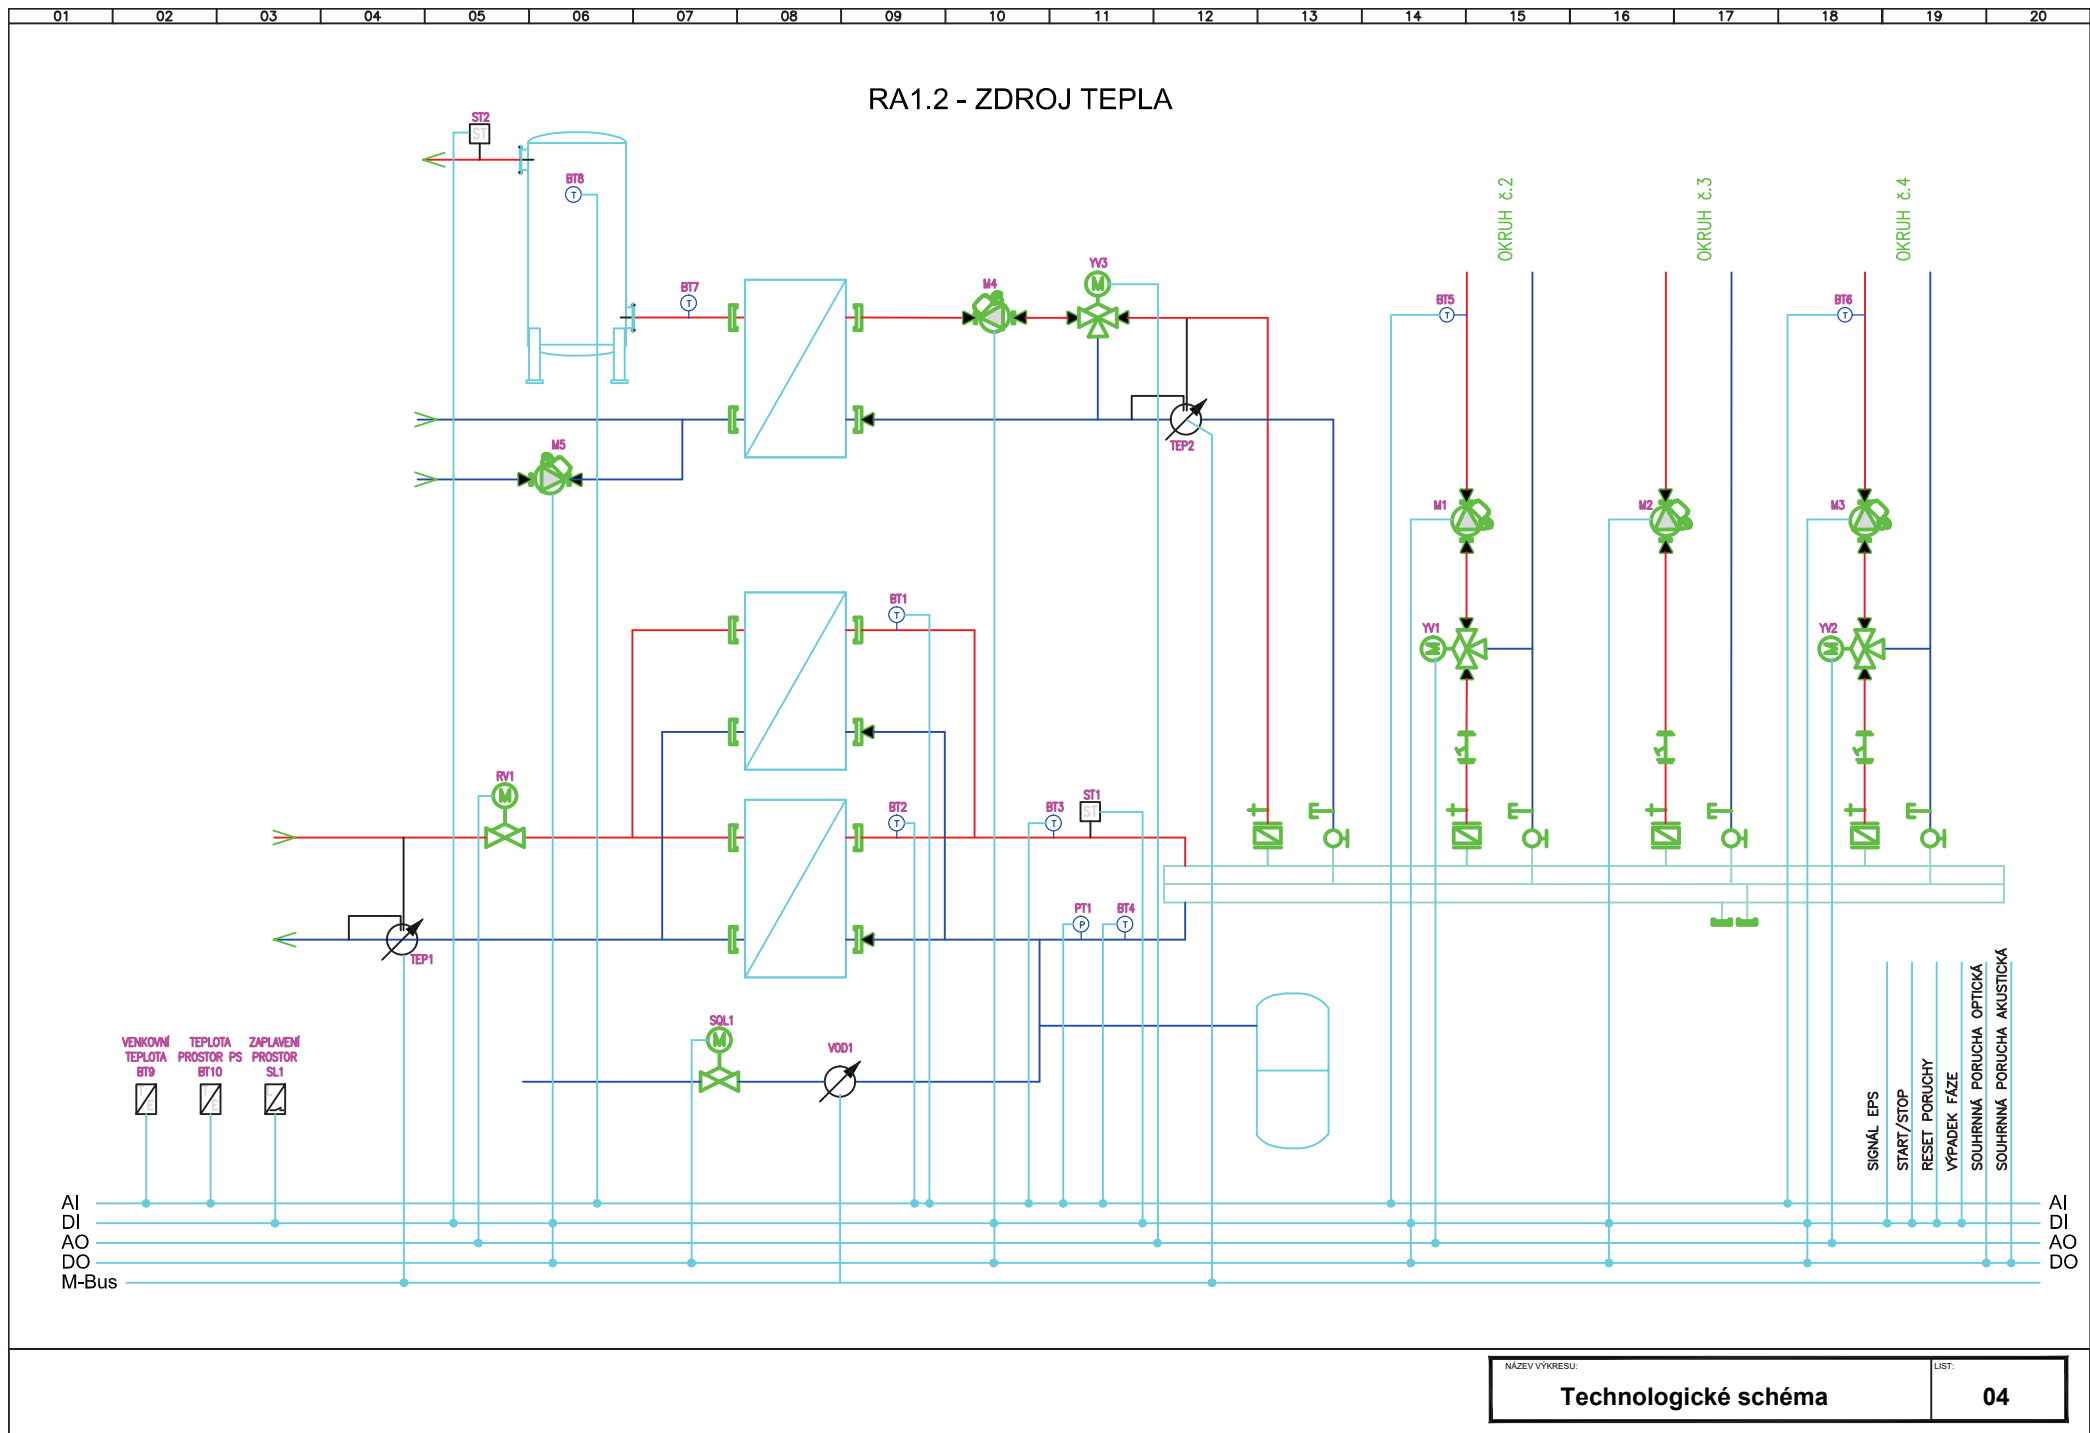 01 02 03 04 05 06 07 08 09 10 11 12 13 14 15 16 17 18 19 20
RA1.2 - ZDROJ TEPLA
ST2
ST
BT8
T
OKRUH č.2
OKRUH č.3
OKRUH č.4
BT7
T
M4
YV3
M
BT5
T
BT6
T
M5
TEP2
M1
M2
M3
BT1
T
YV1
M
YV2
M
RV1
M
BT2
T
BT3
T
ST1
ST
PT1
P
BT4
T
TEP1
SQL1
M
VOD1
VENKOVNÍ
TEPLOTA
BT9
TEPLOTA
PROSTOR PS
BT10
ZAPLAVENÍ
PROSTOR
SL1
SIGNÁL EPS
START/STOP
RESET PORUCHY
VÝPADEK FÁZE
SOUHRNNÁ PORUCHA OPTICKÁ
SOUHRNNÁ PORUCHA AKUSTICKÁ
AI AI
DI DI
AO AO
DO DO
M-Bus
NÁZEV VÝKRESU: LIST:
Technologické schéma 04